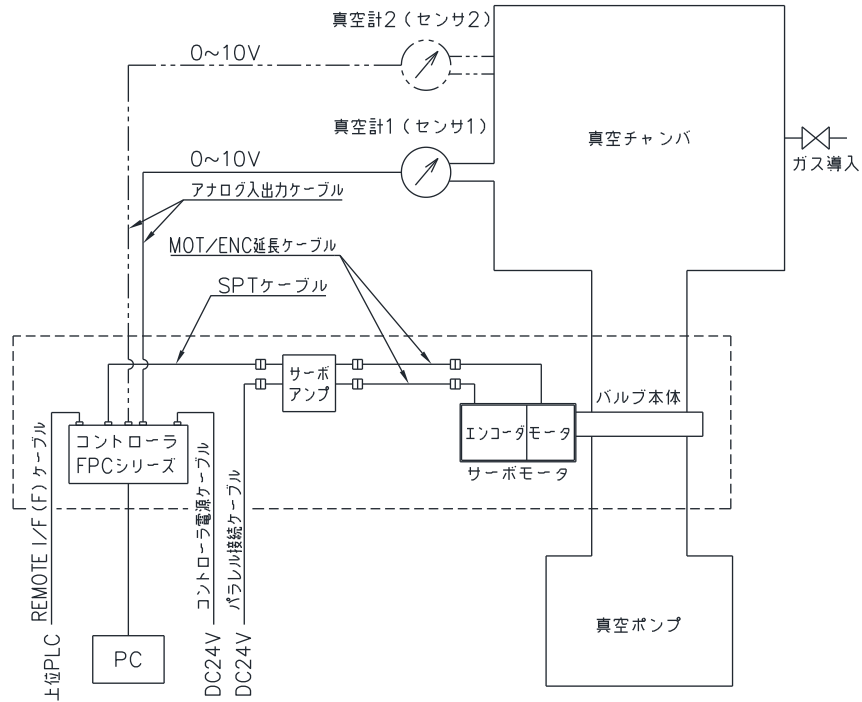 真空計2(センサ2)
0~10V
真空計1(センサ1)
真空チャンバ
ガス導入
0~10V
アナログ入出力ケーブル
MOT/ENC延長ケーブル
SPTケーブル
サーボ
アンプ
バルブ本体
エンコーダ
モータ
サーボモータ
コントローラ
FPCシリーズ
REMOTE I/F(F)ケーブル
上位PLC
コントローラ電源ケーブル
DC24V
パラレル接続ケーブル
DC24V
PC
真空ポンプ